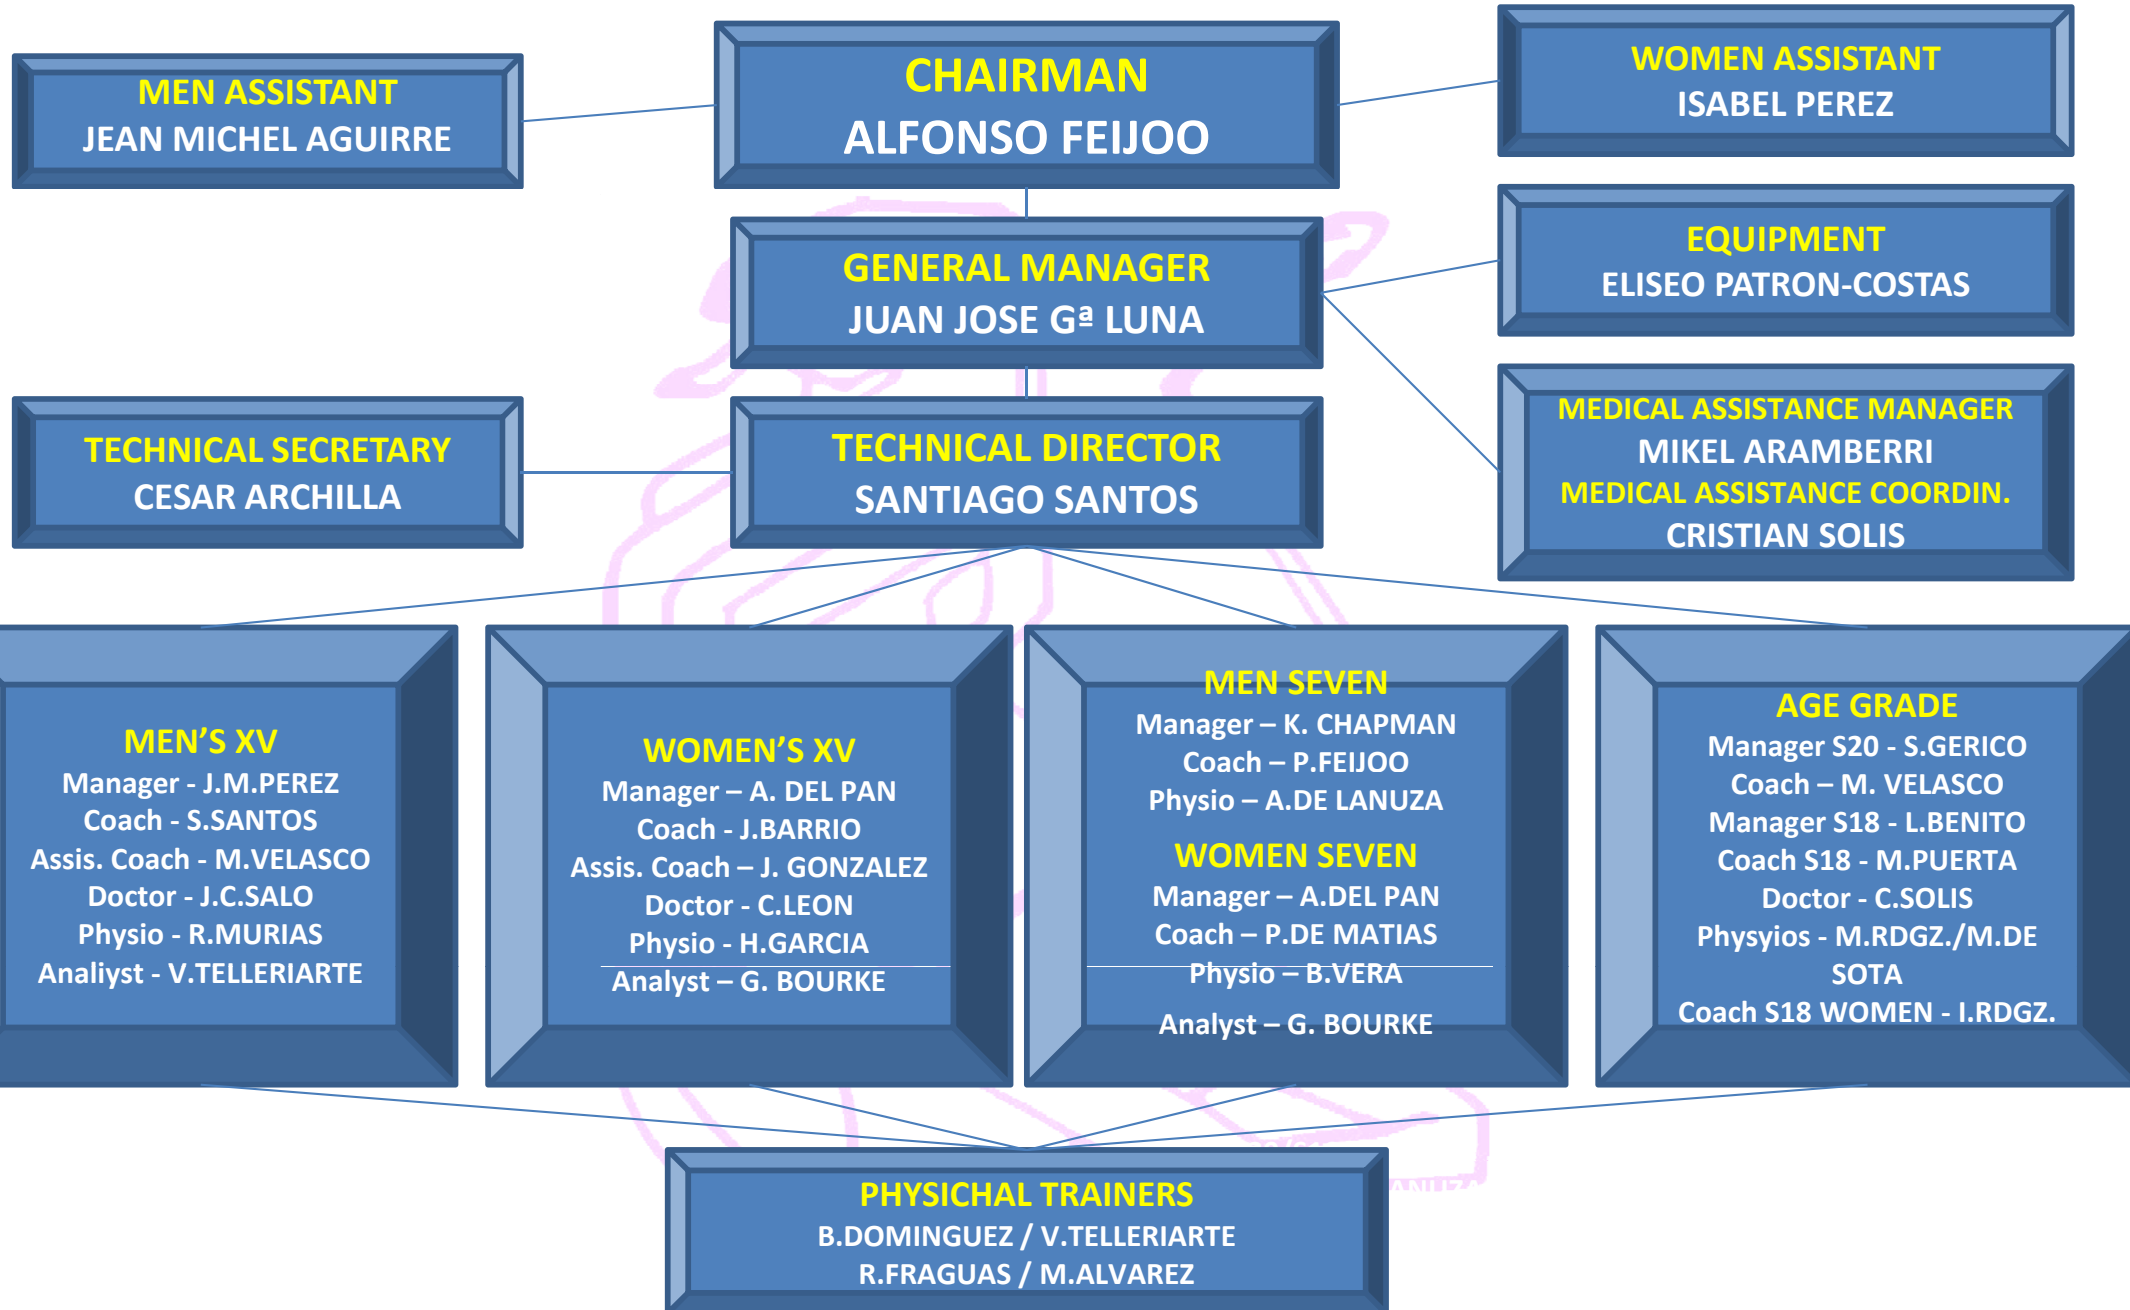 MEN ASSISTANT
JEAN MICHEL AGUIRRE
CHAIRMAN
ALFONSO FEIJOO
WOMEN ASSISTANT
ISABEL PEREZ
GENERAL MANAGER
JUAN JOSE Gª LUNA
EQUIPMENT
ELISEO PATRON-COSTAS
TECHNICAL SECRETARY
CESAR ARCHILLA
TECHNICAL DIRECTOR
SANTIAGO SANTOS
MEDICAL ASSISTANCE MANAGER
MIKEL ARAMBERRI
MEDICAL ASSISTANCE COORDIN.
CRISTIAN SOLIS
MEN’S XV
Manager - J.M.PEREZ
Coach - S.SANTOS
Assis. Coach - M.VELASCO
Doctor - J.C.SALO
Physio - R.MURIAS
Analiyst - V.TELLERIARTE
WOMEN’S XV
Manager – A. DEL PAN
Coach - J.BARRIO
Assis. Coach – J. GONZALEZ
Doctor - C.LEON
Physio - H.GARCIA
Analyst – G. BOURKE
MEN SEVEN
Manager – K. CHAPMAN
Coach – P.FEIJOO
Physio – A.DE LANUZA
WOMEN SEVEN
Manager – A.DEL PAN
Coach – P.DE MATIAS
Physio – B.VERA
Analyst – G. BOURKE
AGE GRADE
Manager S20 - S.GERICO
Coach – M. VELASCO
Manager S18 - L.BENITO
Coach S18 - M.PUERTA
Doctor - C.SOLIS
Physyios - M.RDGZ./M.DE
SOTA
Coach S18 WOMEN - I.RDGZ.
PHYSICHAL TRAINERS
B.DOMINGUEZ / V.TELLERIARTE
R.FRAGUAS / M.ALVAREZ